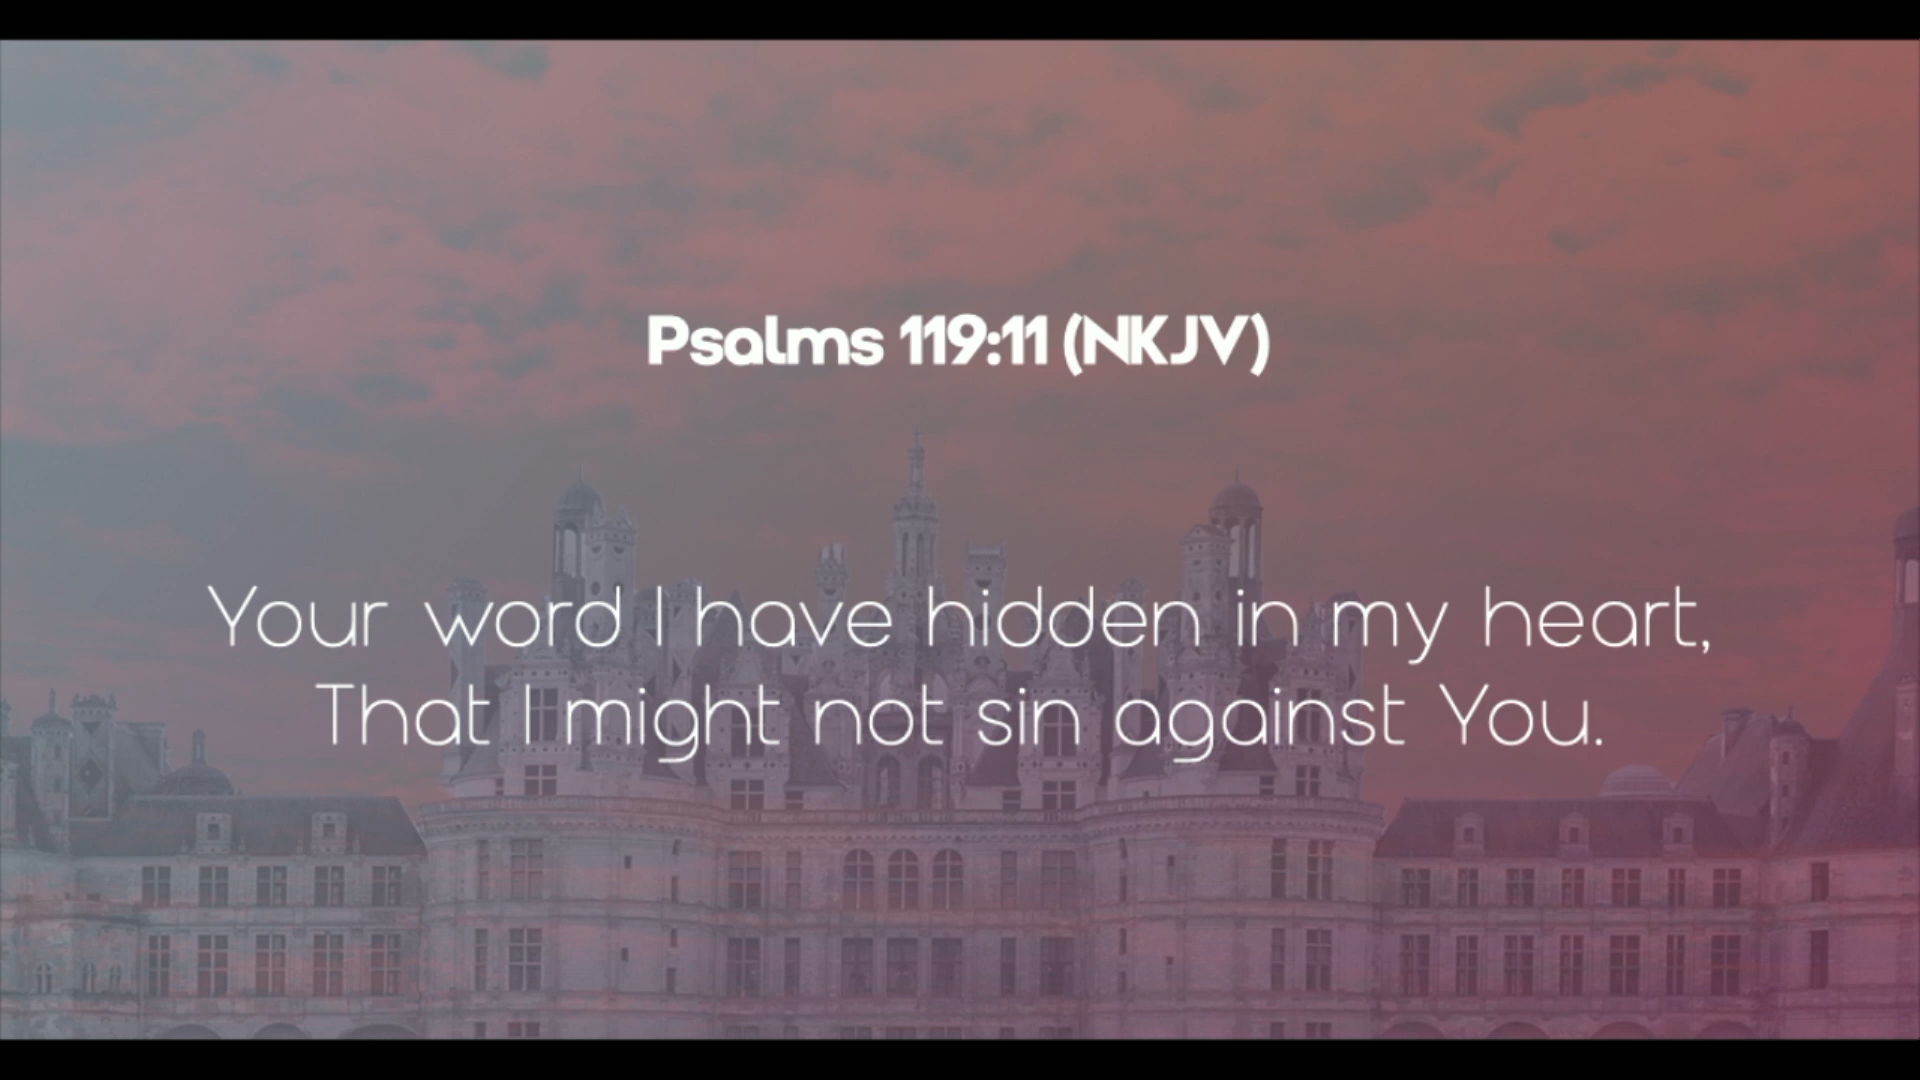 Psalms 119:11 (NKJV)
Your word I have hidden in my heart,
That I might not sin against You.